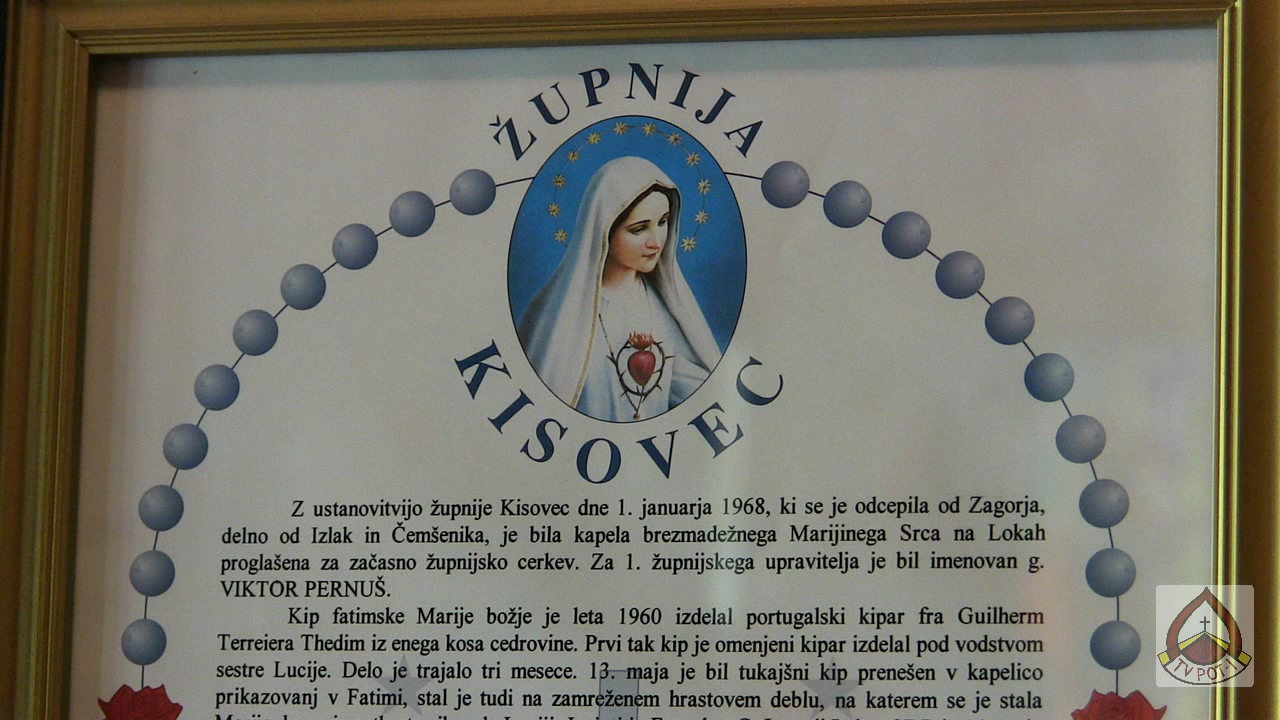 ŽUPNIJA
KISOVEC
Z ustanovitvijo župnije Kisovec dne 1. januarja 1968, ki se je odcepila od Zagorja,
delno od Izlak in Čemšenika, je bila kapela brezmadežnega Marijinega Srca na Lokah
proglašena za začasno župnijsko cerkev. Za 1. župnijskega upravitelja je bil imenovan g.
VIKTOR PERNUŠ.
Kip fatimske Marije božje je leta 1960 izdelal portugalski kipar fra Guilherm
Terreiera Thedim iz enega kosa cedrovine. Prvi tak kip je omenjeni kipar izdelal pod vodstvom
sestre Lucije. Delo je trajalo tri mesece. 13. maja je bil tukajšni kip prenešen v kapelico
prikazovanj v Fatimi, stal je tudi na zamreženem hrastovem deblu, na katerem se je stala
TV POT-1